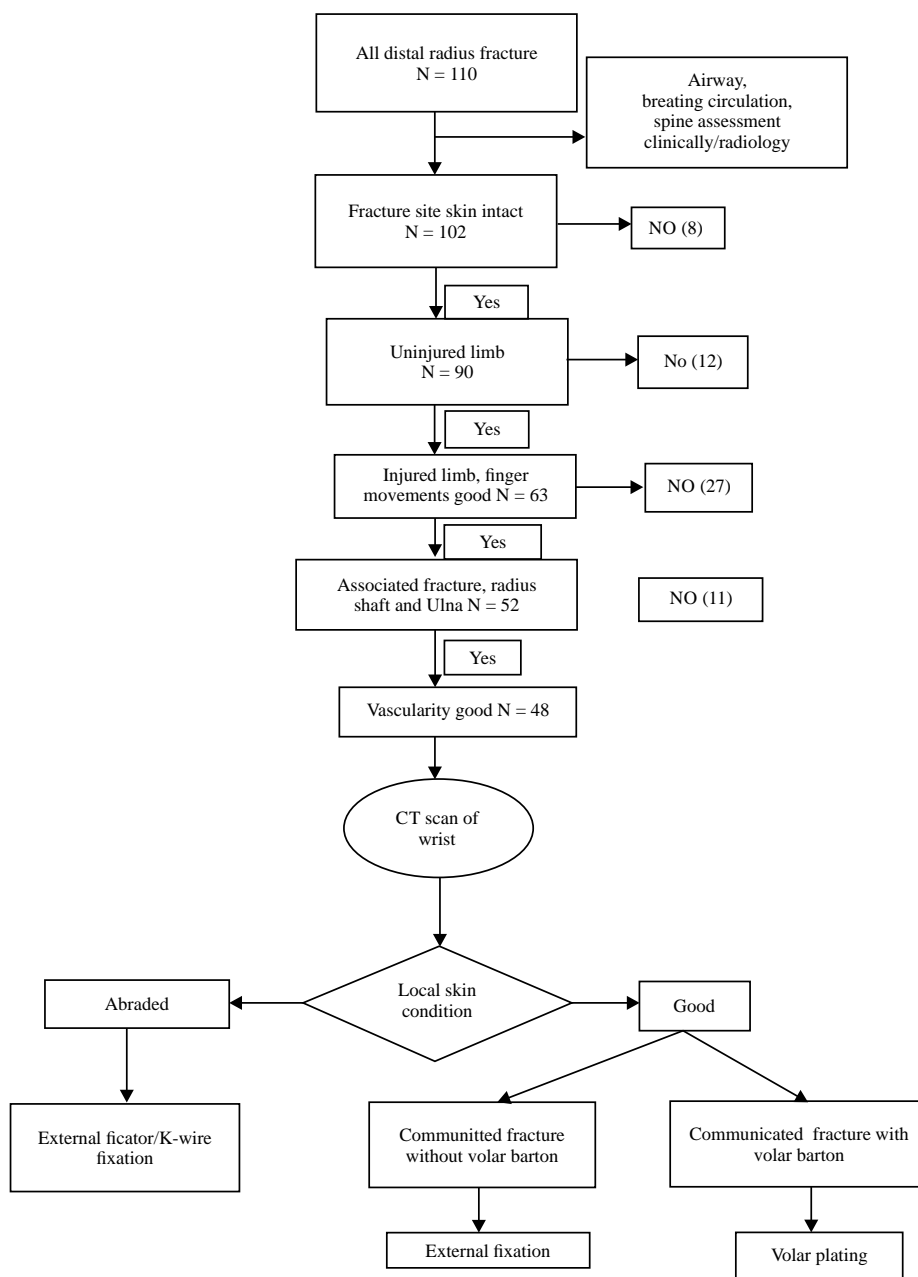 All distal radius fracture
N = 110
Airway,
breating circulation,
spine assessment
clinically/radiology
Fracture site skin intact
N = 102
NO (8)
Yes
Uninjured limb
N = 90
No (12)
Yes
Injured limb, finger
movements good N = 63
NO (27)
Yes
Associated fracture, radius
shaft and Ulna N = 52
NO (11)
Yes
Vascularity good N = 48
CT scan of
wrist
Local skin
condition
Abraded
Good
External ficator/K-wire
fixation
Committed fracture
without volar barton
Communicated fracture with
volar barton
External fixation
Volar plating